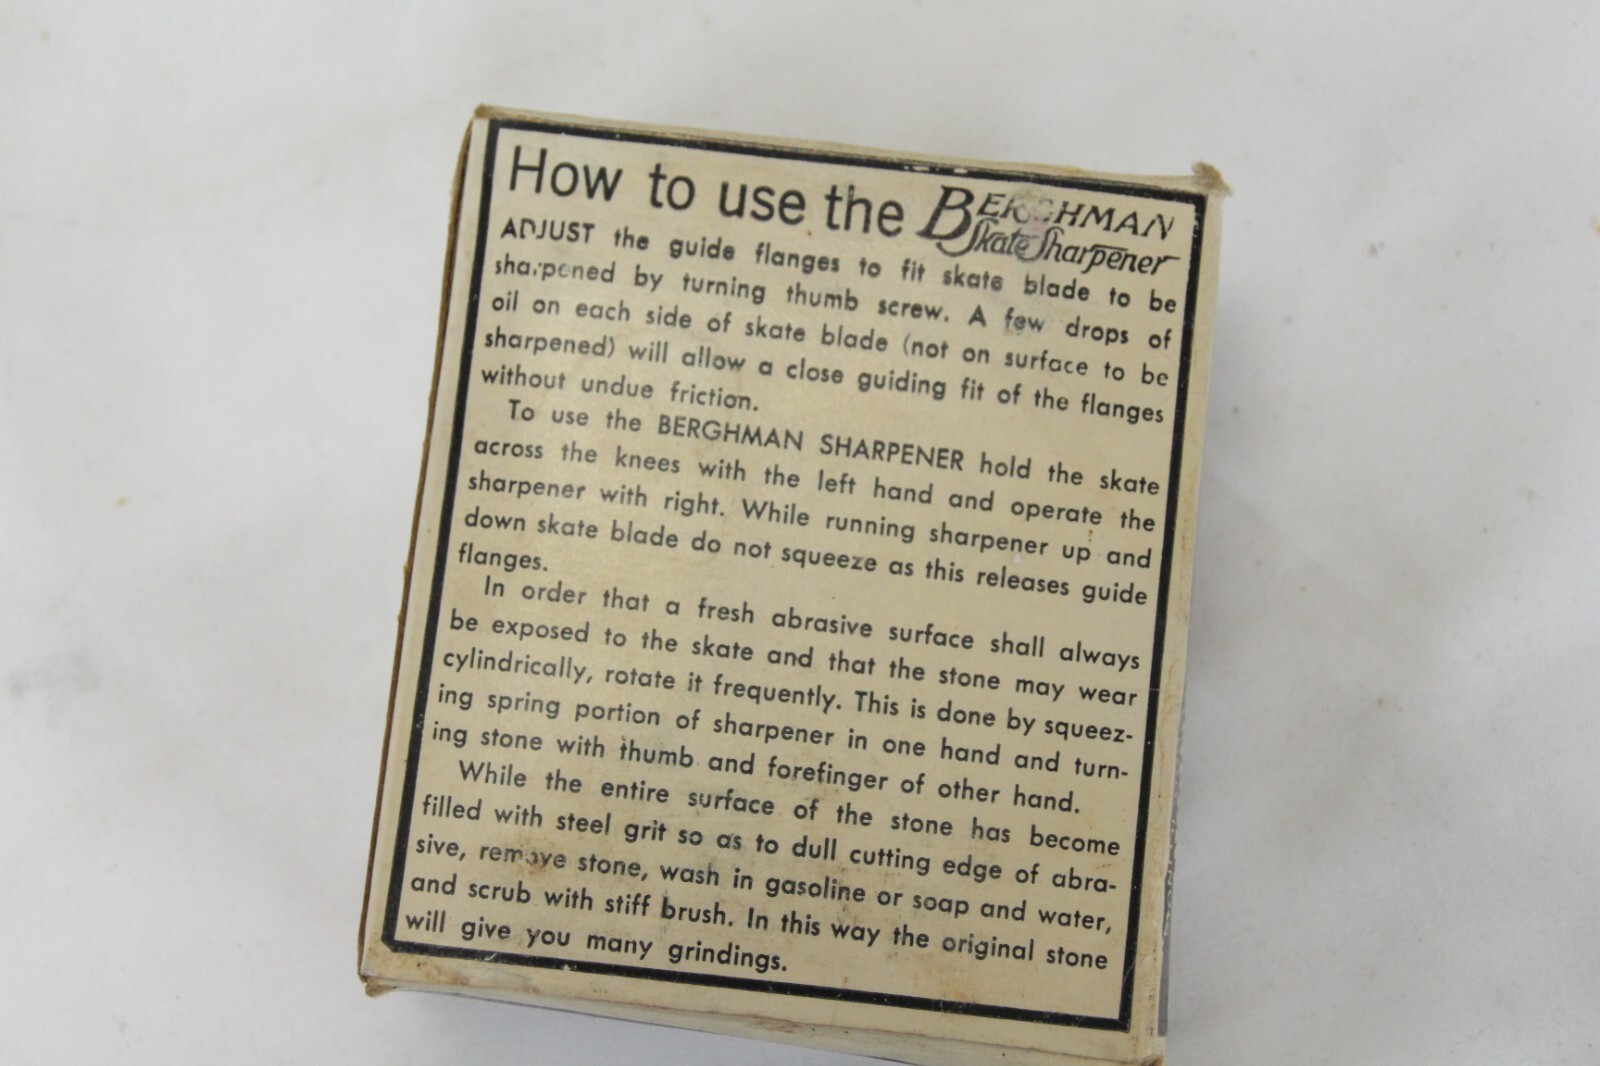 How to use the BERGHMAN
Skate Sharpener
ADJUST the guide flanges to fit skate blade to be
sharpened by turning thumb screw. A few drops of
oil on each side of skate blade (not on surface to be
sharpened) will allow a close guiding fit of the flanges
without undue friction.
To use the BERGHMAN SHARPENER hold the skate
across the knees with the left hand and operate the
sharpener with right. While running sharpener up and
down skate blade do not squeeze as this releases guide
flanges.
In order that a fresh abrasive surface shall always
be exposed to the skate and that the stone may wear
cylindrically, rotate it frequently. This is done by squeez-
ing spring portion of sharpener in one hand and turn-
ing stone with thumb and forefinger of other hand.
While the entire surface of the stone has become
filled with steel grit so as to dull cutting edge of abra-
sive, remove stone, wash in gasoline or soap and water,
and scrub with stiff brush. In this way the original stone
will give you many grindings.